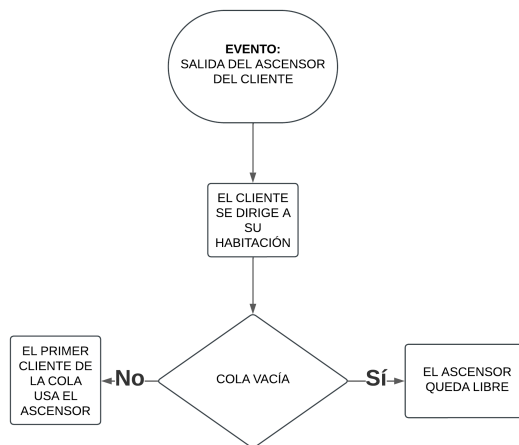 EVENTO:
SALIDA DEL ASCENSOR
DEL CLIENTE
EL CLIENTE
SE DIRIGE A
SU
HABITACIÓN
COLA VACÍA
No
Sí
EL PRIMER
CLIENTE DE
LA COLA
USA EL
ASCENSOR
EL ASCENSOR
QUEDA LIBRE